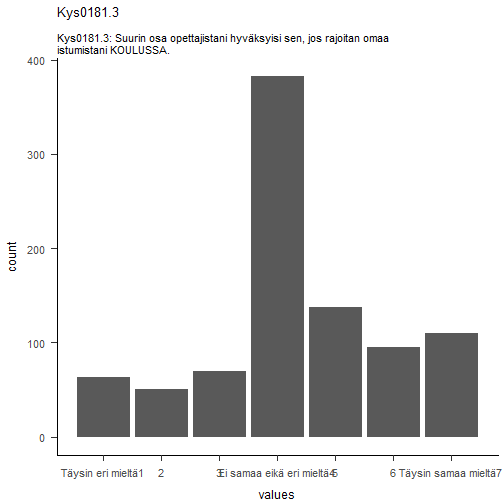 Kys0181.3
Kys0181.3: Suurin osa opettajistani hyväksyisi sen, jos rajoitan omaa
istumistani KOULUSSA.
400
300
200
100
0
count
Täysin eri mieltä1 2 3 Ei samaa eikä eri mieltä4 5 6 Täysin samaa mieltä7
values